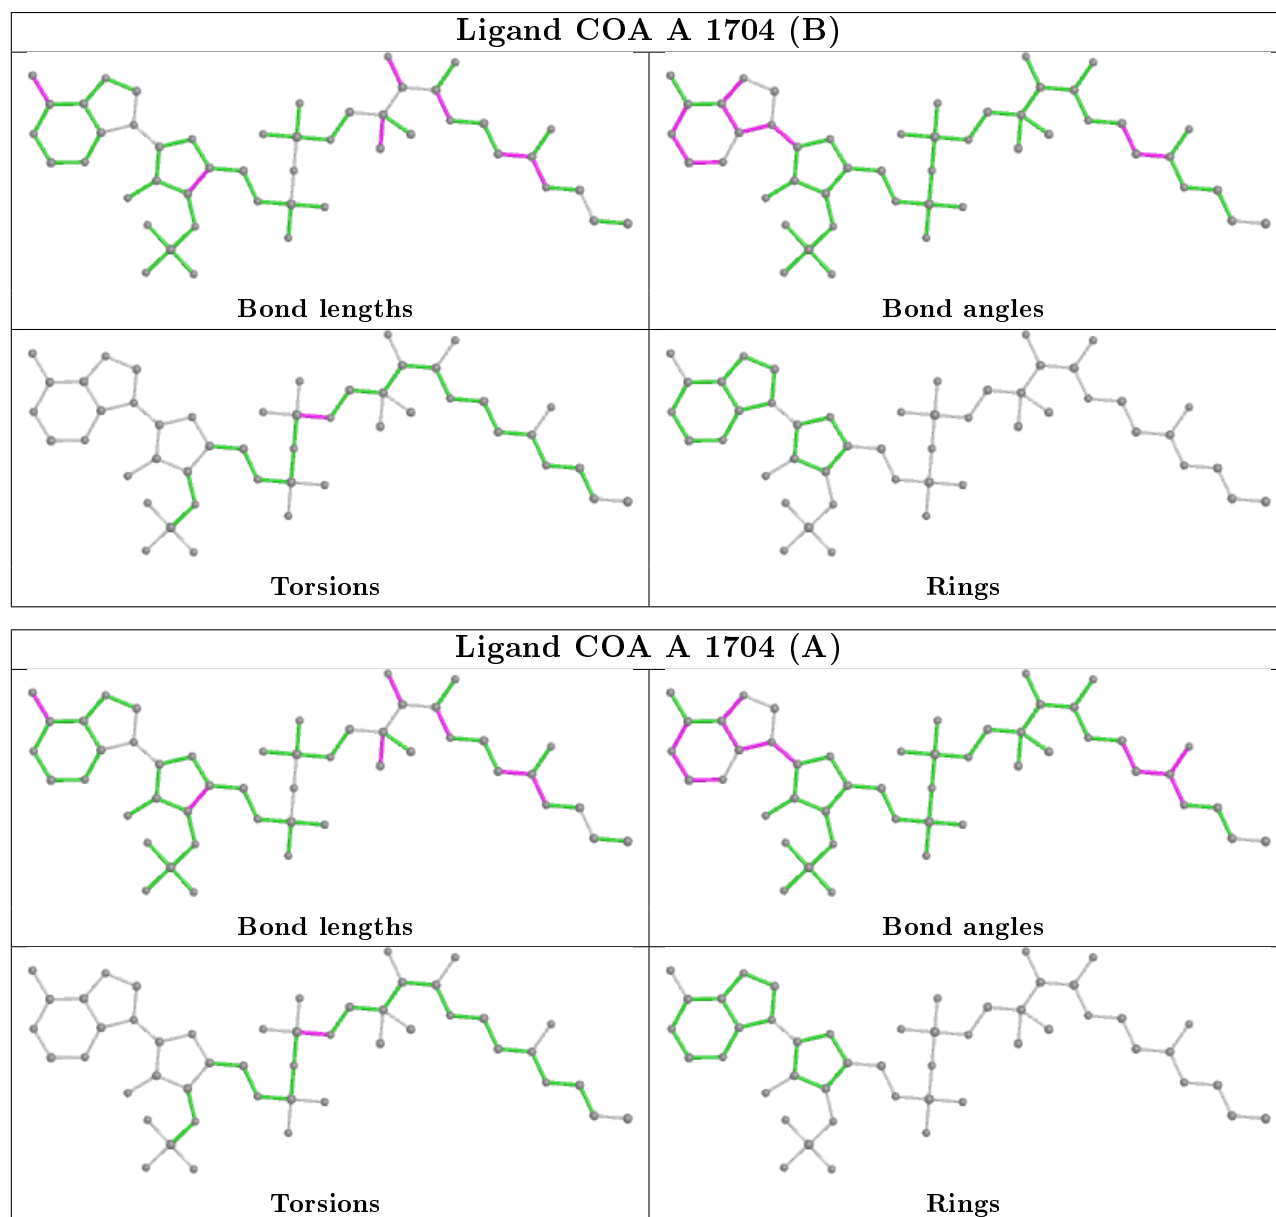 Ligand COA A 1704 (B)
Bond lengths
Bond angles
Torsions
Rings
Ligand COA A 1704 (A)
Bond lengths
Bond angles
Torsions
Rings